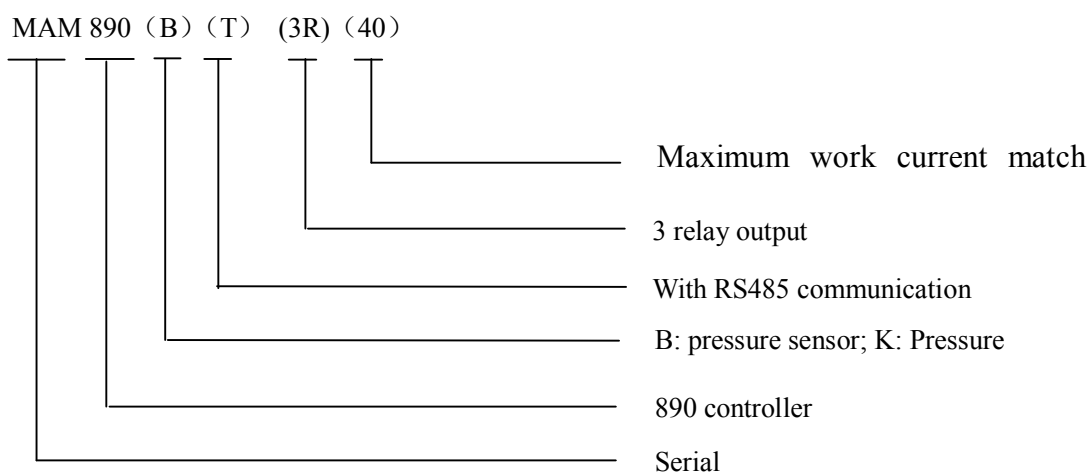 MAM 890（B）（T） (3R)（40）
Maximum work current match
3 relay output
With RS485 communication
B: pressure sensor; K: Pressure
890 controller
Serial